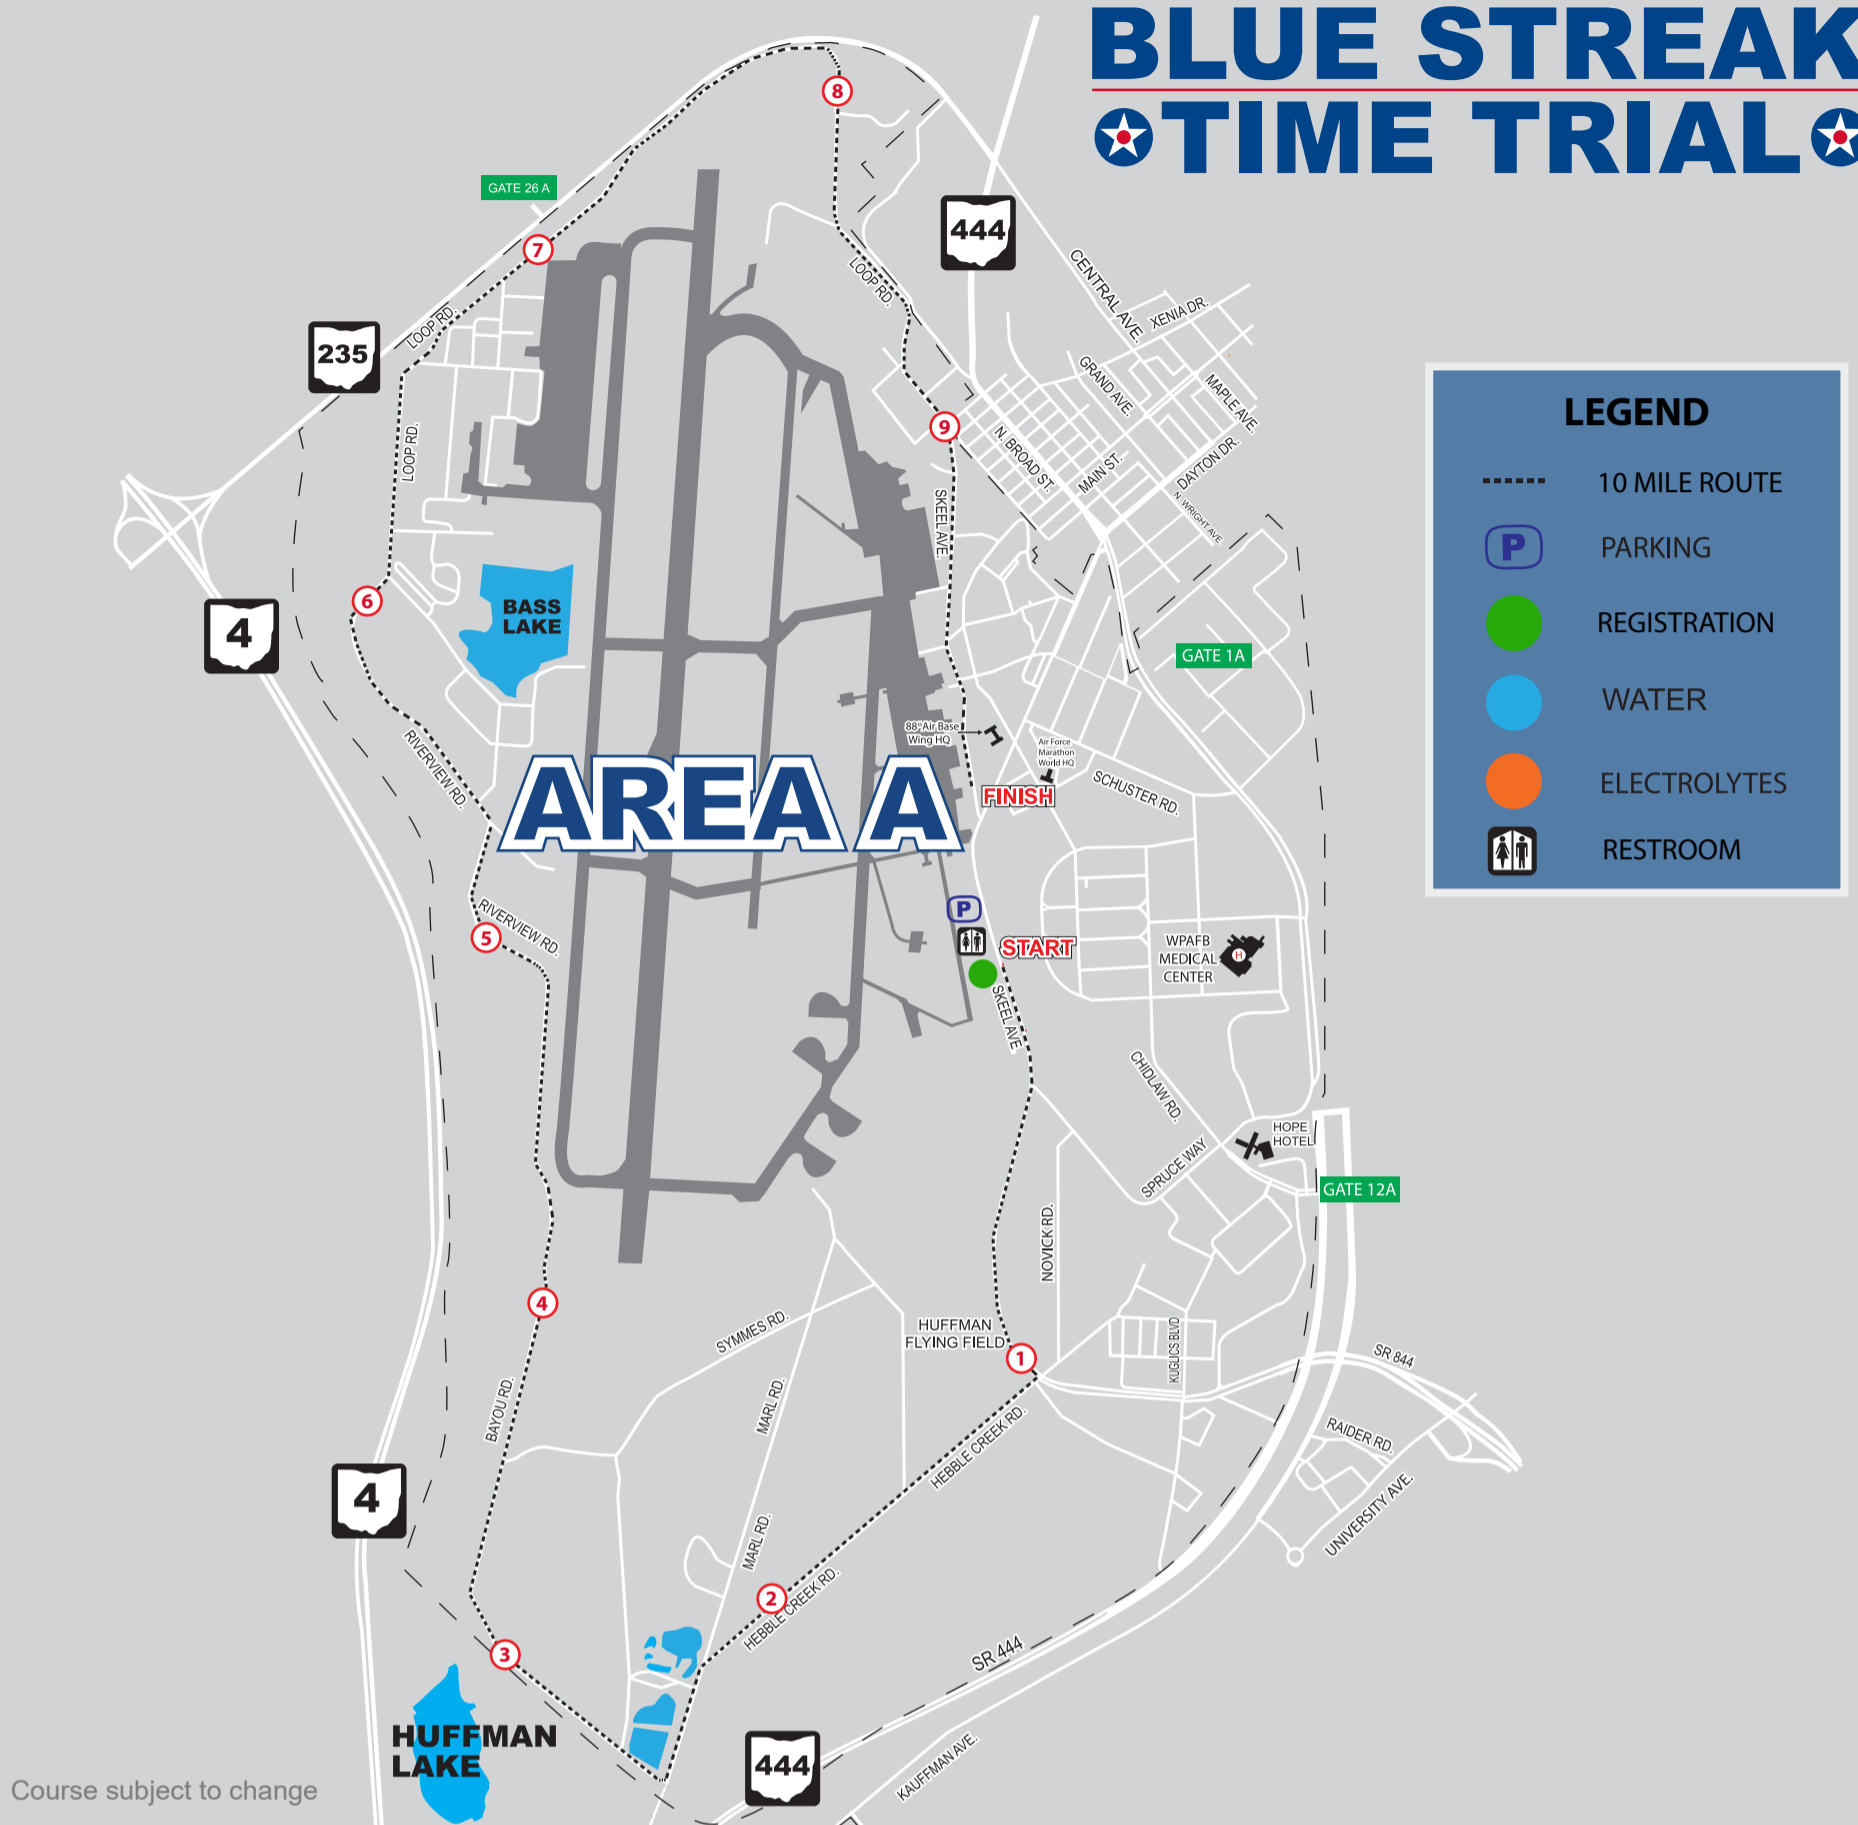 BLUE STREAK
TIME TRIAL
8
GATE 26 A
7
444
LOOP RD.
CENTRAL AVE.
XENIA DR.
LOOP RD.
235
GRAND AVE.
MAPLE AVE.
9
N. BROAD ST.
MAIN ST.
DAYTON DR.
N. WRIGHT AVE.
LOOP RD.
SKEEL AVE.
LEGEND
10 MILE ROUTE
P
PARKING
REGISTRATION
WATER
ELECTROLYTES
RESTROOM
6
BASS
LAKE
4
GATE 1A
88th Air Base
Wing HQ
Air Force
Marathon
World HQ
RIVERVIEW RD.
AREA A
FINISH
SCHUSTER RD.
P
RIVERVIEW RD.
5
START
WPAFB
MEDICAL
CENTER
H
SKEEL AVE
CHIDLAW RD.
HOPE
HOTEL
SPRUCE WAY
GATE 12A
NOVICK RD.
4
SYMMES RD.
HUFFMAN
FLYING FIELD
1
KUGLICS BLVD
SR 844
BAYOU RD.
MARL RD.
HEBBLE CREEK RD.
RAIDER RD.
UNIVERSITY AVE.
4
MARL RD.
2
HEBBLE CREEK RD.
3
SR 444
HUFFMAN
LAKE
444
KAUFFMAN AVE.
Course subject to change